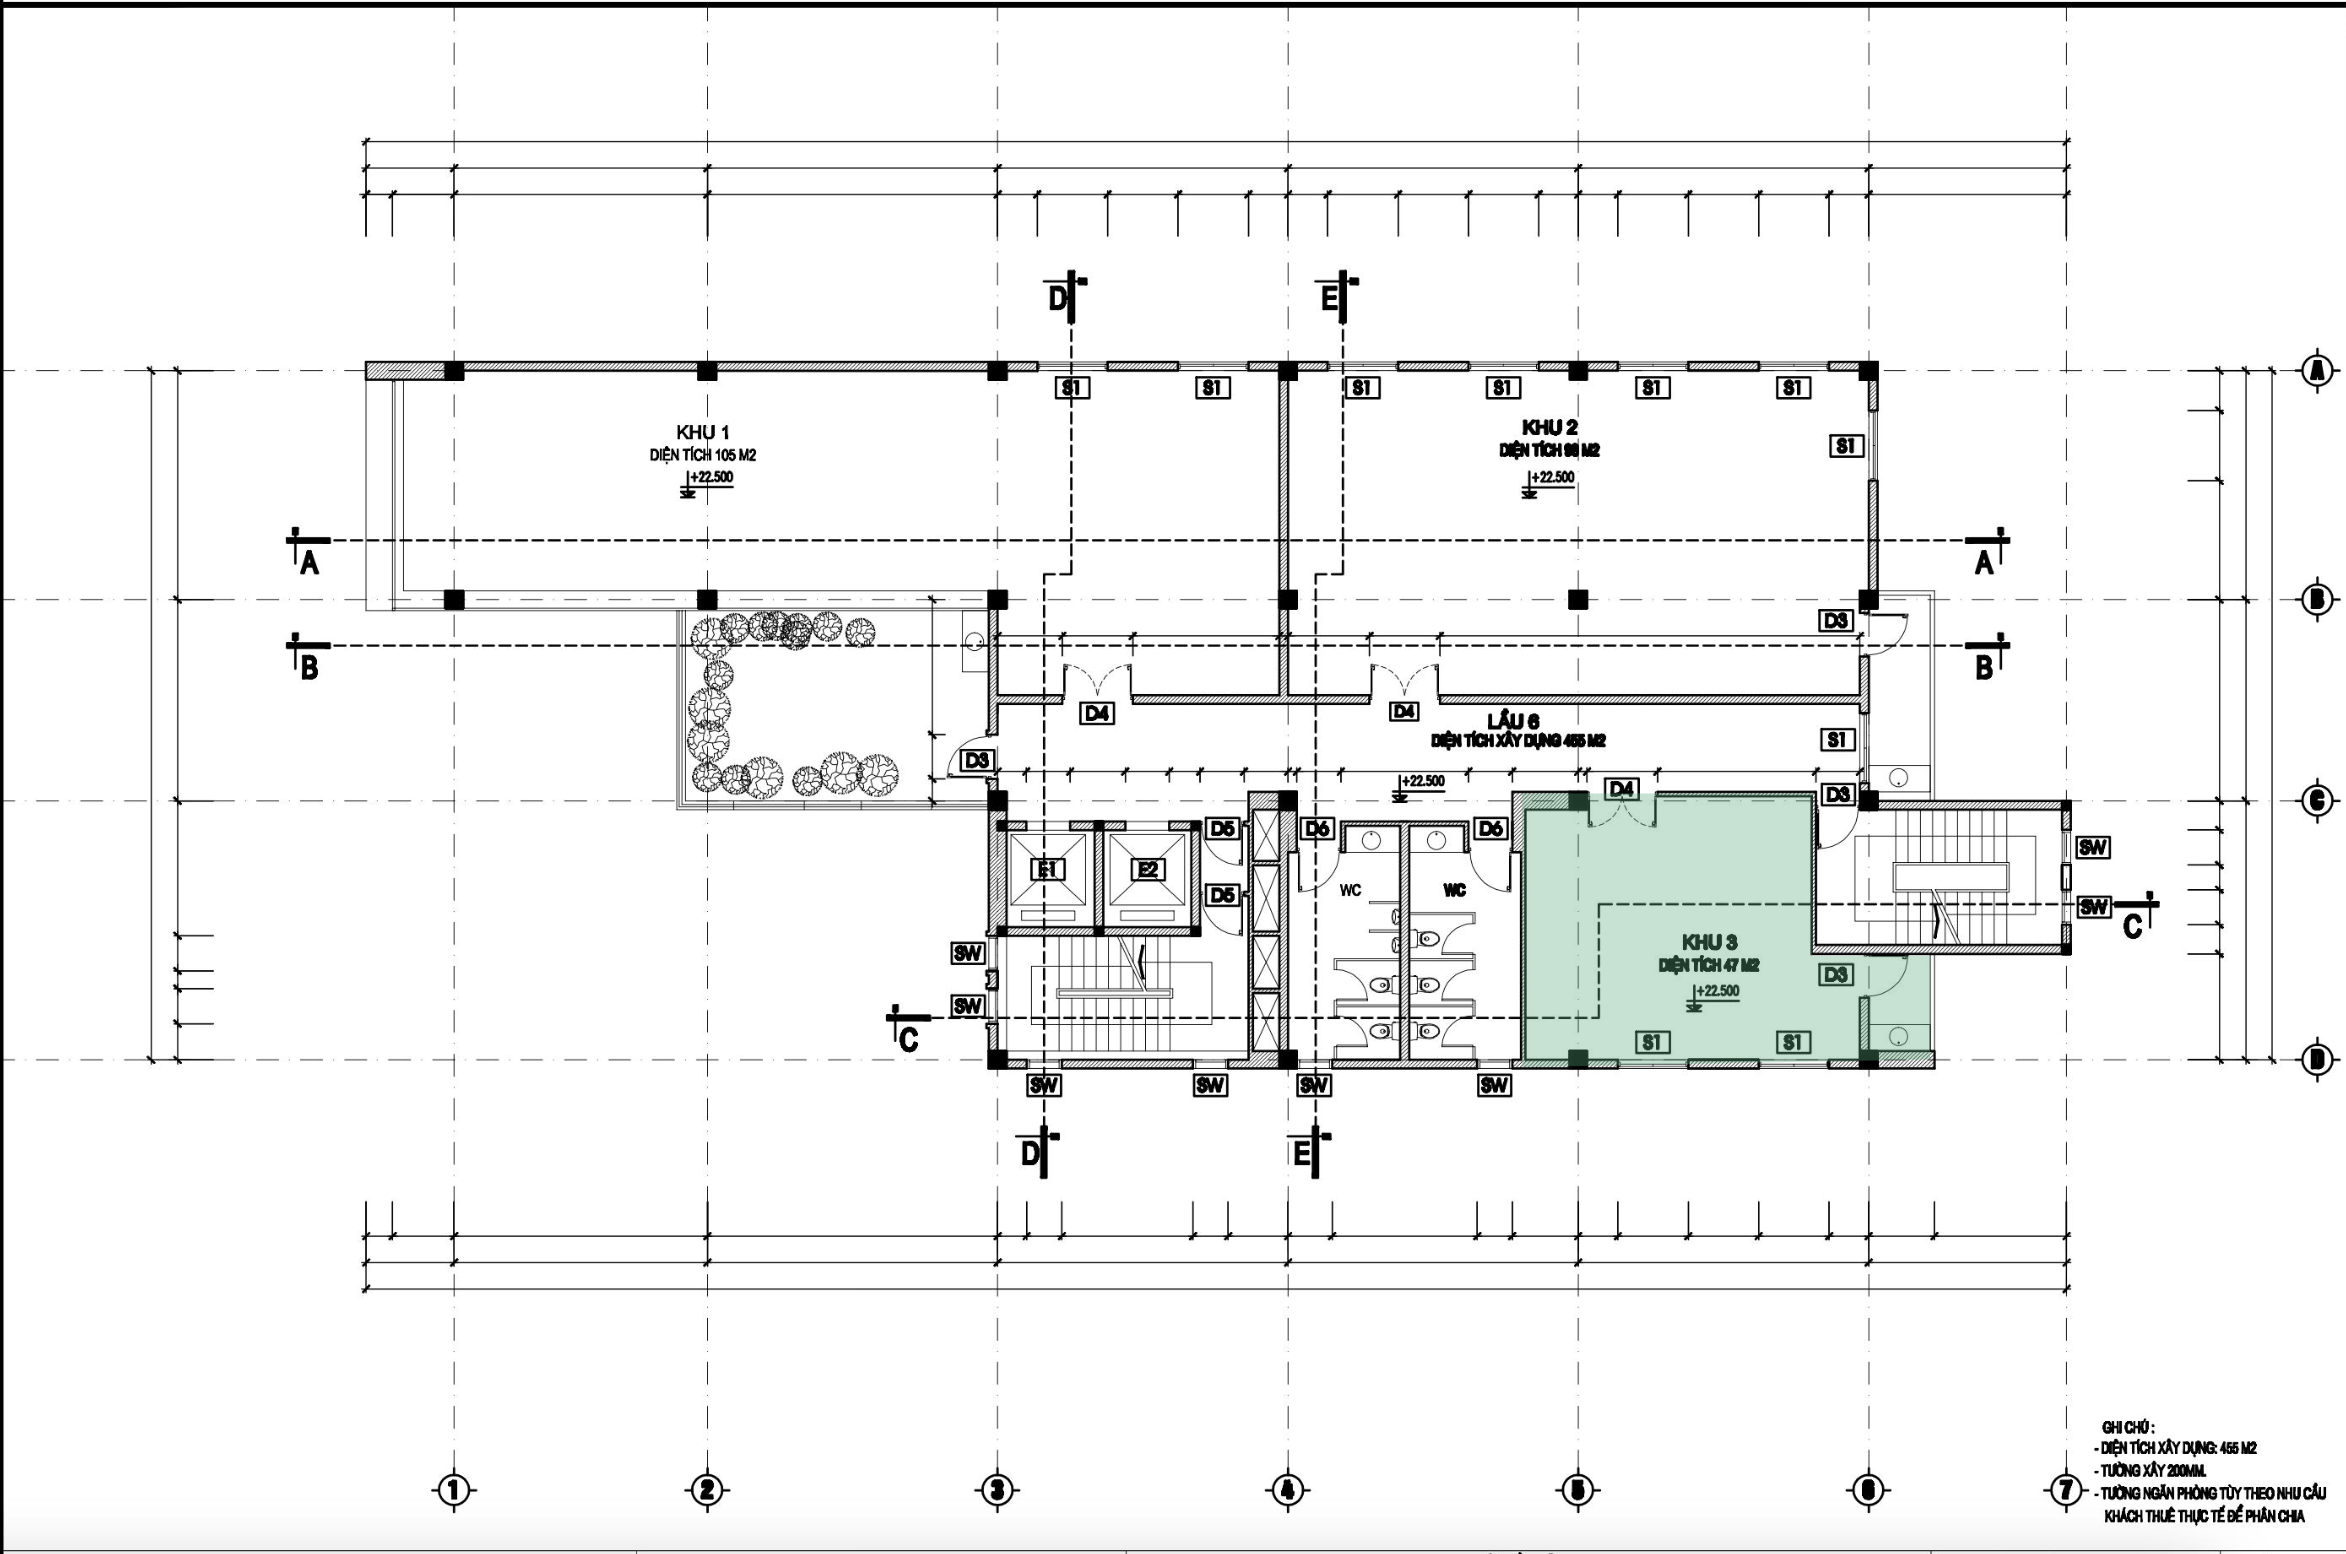 D
E
A
S1
S1
S1
S1
S1
S1
KHU 1
DIỆN TÍCH 105 M2
+22.500
KHU 2
DIỆN TÍCH 98 M2
+22.500
S1
A
A
B
D3
B
B
D4
D4
LẦU 6
DIỆN TÍCH XÂY DỰNG 455 M2
S1
D3
+22.500
D4
D3
C
D5
D6
D6
SW
E1
E2
D5
WC
WC
SW
C
KHU 3
DIỆN TÍCH 47 M2
+22.500
D3
SW
SW
C
S1
S1
D
SW
SW
SW
SW
D
E
GHI CHÚ :
- DIỆN TÍCH XÂY DỰNG: 455 M2
- TƯỜNG XÂY 200MM.
- TƯỜNG NGĂN PHÒNG TÙY THEO NHU CẦU
KHÁCH THUÊ THỰC TẾ ĐỂ PHÂN CHIA
1
2
3
4
5
6
7